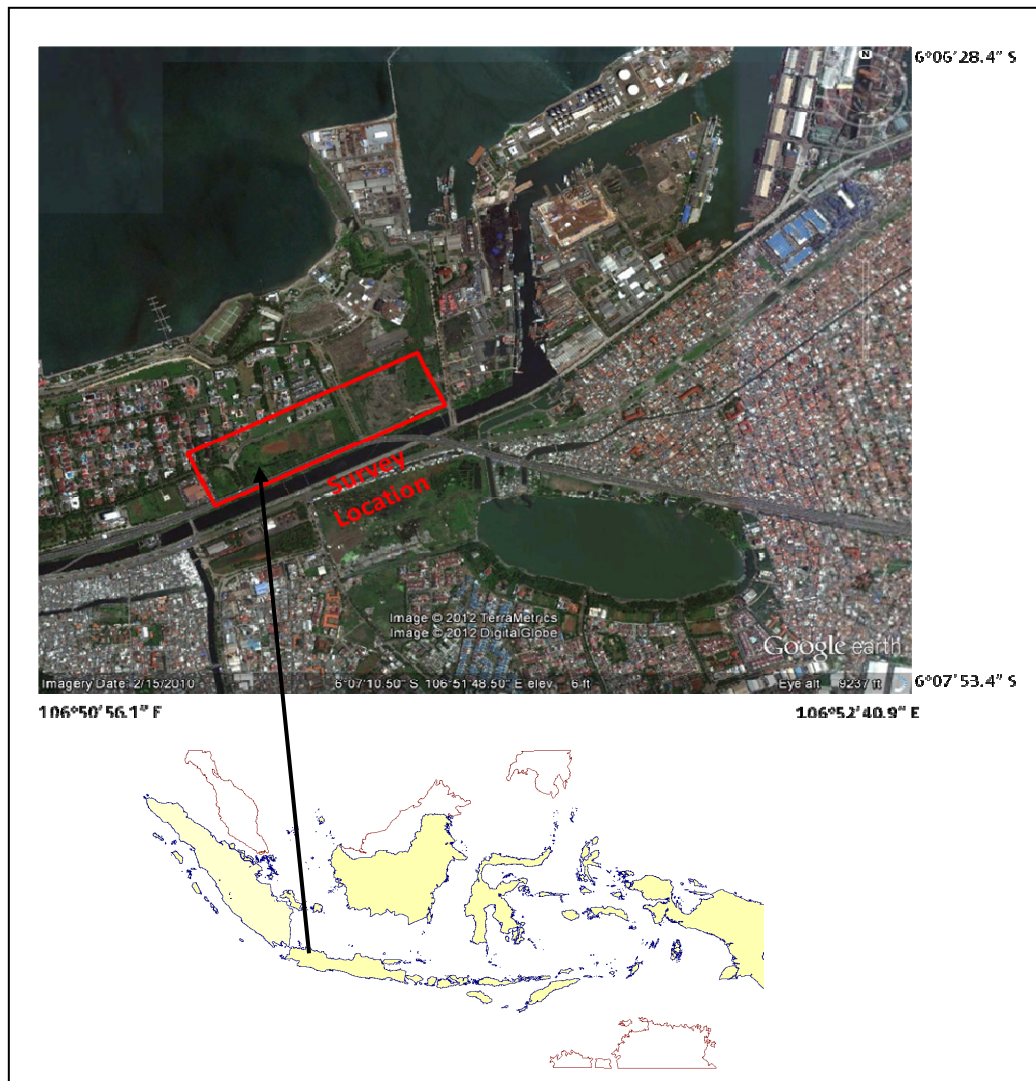 N
6°06'28.4" S
Survey
Location
Image © 2012 TerraMetrics
Image © 2012 DigitalGlobe
Google earth
Imagery Date: 2/15/2010 6°07'10.50" S 106°51'48.50" E elev 6 ft Eye alt 9237 ft
6°07'53.4" S
106°50'56.1" E 106°52'40.9" E